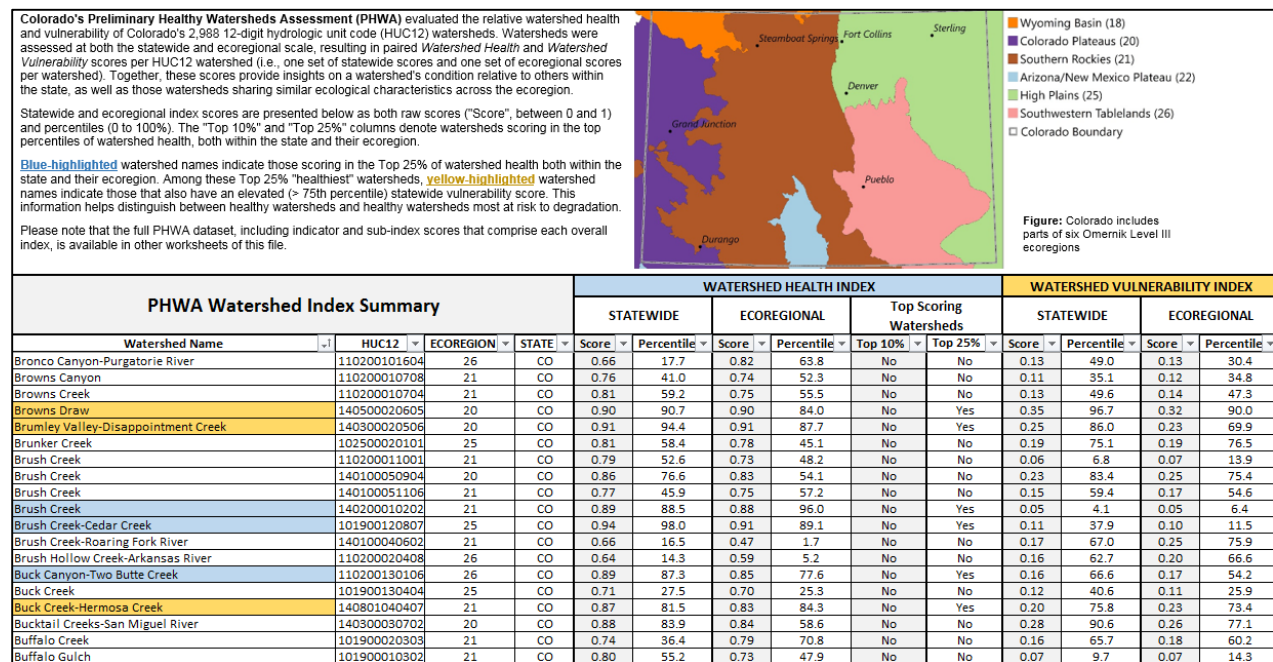 Colorado's Preliminary Healthy Watersheds Assessment (PHWA) evaluated the relative watershed health
and vulnerability of Colorado's 2,988 12-digit hydrologic unit code (HUC12) watersheds. Watersheds were
assessed at both the statewide and ecoregional scale, resulting in paired Watershed Health and Watershed
Vulnerability scores per HUC12 watershed (i.e., one set of statewide scores and one set of ecoregional scores
per watershed). Together, these scores provide insights on a watershed's condition relative to others within
the state, as well as those watersheds sharing similar ecological characteristics across the ecoregion.
Statewide and ecoregional index scores are presented below as both raw scores ("Score", between 0 and 1)
and percentiles (0 to 100%). The "Top 10%" and "Top 25%" columns denote watersheds scoring in the top
percentiles of watershed health, both within the state and their ecoregion.
Blue-highlighted watershed names indicate those scoring in the Top 25% of watershed health both within the
state and their ecoregion. Among these Top 25% "healthiest" watersheds, yellow-highlighted watershed
names indicate those that also have an elevated (> 75th percentile) statewide vulnerability score. This
information helps distinguish between healthy watersheds and healthy watersheds most at risk to degradation.
Please note that the full PHWA dataset, including indicator and sub-index scores that comprise each overall
index, is available in other worksheets of this file.
Steamboat Springs
Fort Collins
Sterling
Denver
Grand Junction
Pueblo
Durango
Wyoming Basin (18)
Colorado Plateaus (20)
Southern Rockies (21)
Arizona/New Mexico Plateau (22)
High Plains (25)
Southwestern Tablelands (26)
Colorado Boundary
Figure: Colorado includes
parts of six Omernik Level III
ecoregions
PHWA Watershed Index Summary
WATERSHED HEALTH INDEX WATERSHED VULNERABILITY INDEX
STATEWIDE ECOREGIONAL Top Scoring Watersheds STATEWIDE ECOREGIONAL
Watershed Name HUC12 ECOREGION STATE Score Percentile Score Percentile Top 10% Top 25% Score Percentile Score Percentile
Bronco Canyon-Purgatorie River 110200101604 26 CO 0.66 17.7 0.82 63.8 No No 0.13 49.0 0.13 30.4
Browns Canyon 110200010708 21 CO 0.76 41.0 0.74 52.3 No No 0.11 35.1 0.12 34.8
Browns Creek 110200010704 21 CO 0.81 59.2 0.75 55.5 No No 0.13 49.6 0.14 47.3
Browns Draw 140500020605 20 CO 0.90 90.7 0.90 84.0 No Yes 0.35 96.7 0.32 90.0
Brumley Valley-Disappointment Creek 140300020506 20 CO 0.91 94.4 0.91 87.7 No Yes 0.25 86.0 0.23 69.9
Brunker Creek 102500020101 25 CO 0.81 58.4 0.78 45.1 No No 0.19 75.1 0.19 76.5
Brush Creek 110200011001 21 CO 0.79 52.6 0.73 48.2 No No 0.06 6.8 0.07 13.9
Brush Creek 140100050904 20 CO 0.86 76.6 0.83 54.1 No No 0.23 83.4 0.25 75.4
Brush Creek 140100051106 21 CO 0.77 45.9 0.75 57.2 No No 0.15 59.4 0.17 54.6
Brush Creek 140200010202 21 CO 0.89 88.5 0.88 96.0 No Yes 0.05 4.1 0.05 6.4
Brush Creek-Cedar Creek 101900120807 25 CO 0.94 98.0 0.91 89.1 No Yes 0.11 37.9 0.10 11.5
Brush Creek-Roaring Fork River 140100040602 21 CO 0.66 16.5 0.47 1.7 No No 0.17 67.0 0.25 75.9
Brush Hollow Creek-Arkansas River 110200020408 26 CO 0.64 14.3 0.59 5.2 No No 0.16 62.7 0.20 66.6
Buck Canyon-Two Butte Creek 110200130106 26 CO 0.89 87.3 0.85 77.6 No Yes 0.16 66.6 0.17 54.2
Buck Creek 101900130404 25 CO 0.71 27.5 0.70 25.3 No No 0.12 40.6 0.11 25.9
Buck Creek-Hermosa Creek 140801040407 21 CO 0.87 81.5 0.83 84.3 No Yes 0.20 75.8 0.23 73.4
Bucktail Creeks-San Miguel River 140300030702 20 CO 0.88 83.9 0.84 58.6 No No 0.28 90.6 0.26 77.1
Buffalo Creek 101900020303 21 CO 0.74 36.4 0.79 70.8 No No 0.16 65.7 0.18 60.2
Buffalo Gulch 101900010302 21 CO 0.80 55.2 0.73 47.9 No No 0.07 9.7 0.07 14.3